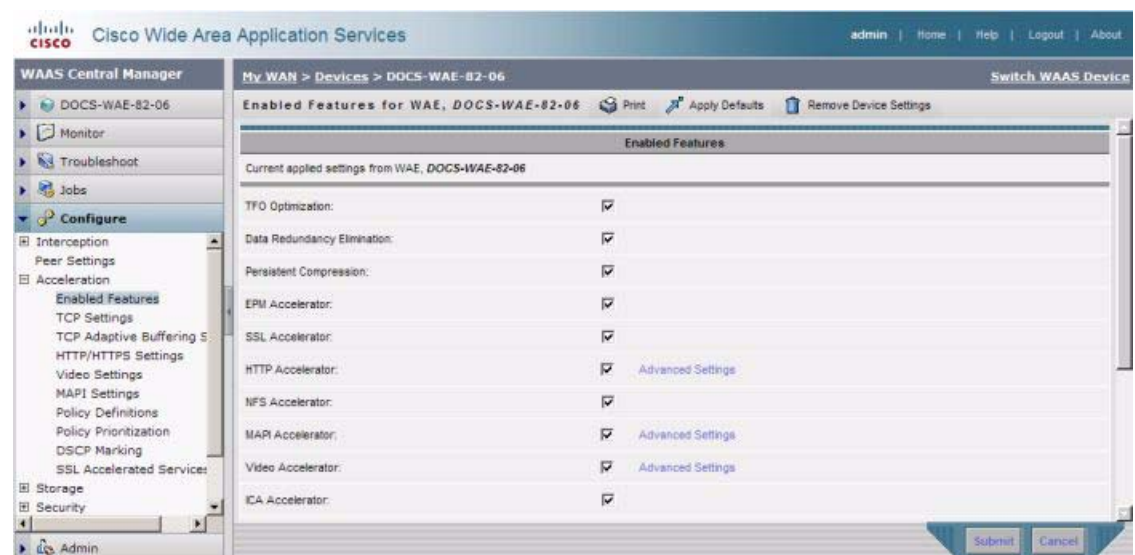 CISCO Cisco Wide Area Application Services
admin | Home | Help | Logout | About
WAAS Central Manager
DOCS-WAE-82-06
Monitor
Troubleshoot
Jobs
Configure
Interception
Peer Settings
Acceleration
Enabled Features
TCP Settings
TCP Adaptive Buffering S
HTTP/HTTPS Settings
Video Settings
MAPI Settings
Policy Definitions
Policy Prioritization
DSCP Marking
SSL Accelerated Services
Storage
Security
Admin
My WAN > Devices > DOCS-WAE-82-06
Switch WAAS Device
Enabled Features for WAE, DOCS-WAE-82-06 Print Apply Defaults Remove Device Settings
Enabled Features
Current applied settings from WAE, DOCS-WAE-82-06
TFO Optimization:
Data Redundancy Elimination:
Persistent Compression:
EPM Accelerator:
SSL Accelerator:
HTTP Accelerator: Advanced Settings
NFS Accelerator:
MAPI Accelerator: Advanced Settings
Video Accelerator: Advanced Settings
ICA Accelerator:
Submit Cancel